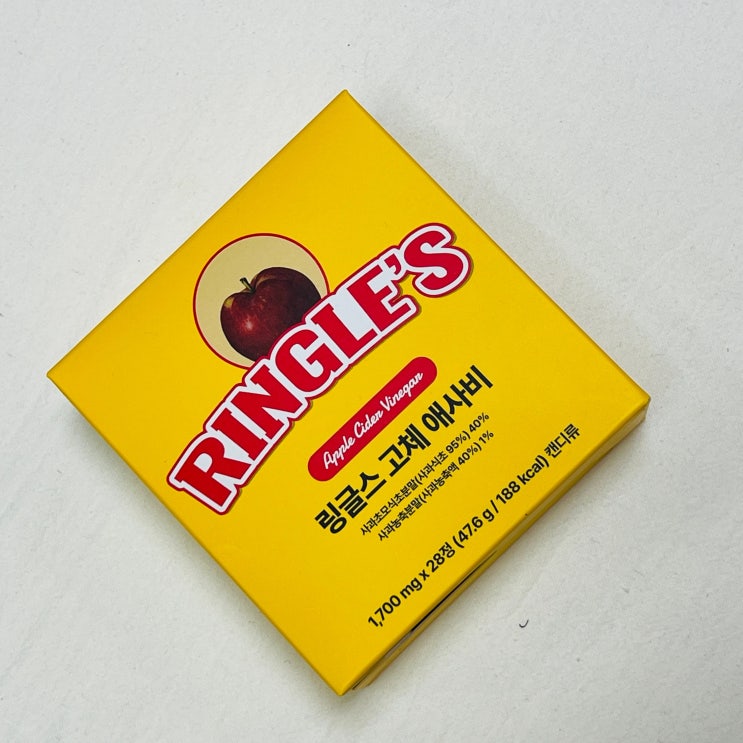 RINGLE'S
Apple Cider Vinegar
링글스 고체 애사비
사과초모식초분말(사과식초 95%) 40%
사과농축분말(사과농축액 40%) 1%
1,700 mg x 28정 (47.6 g / 188 kcal) 캔디류